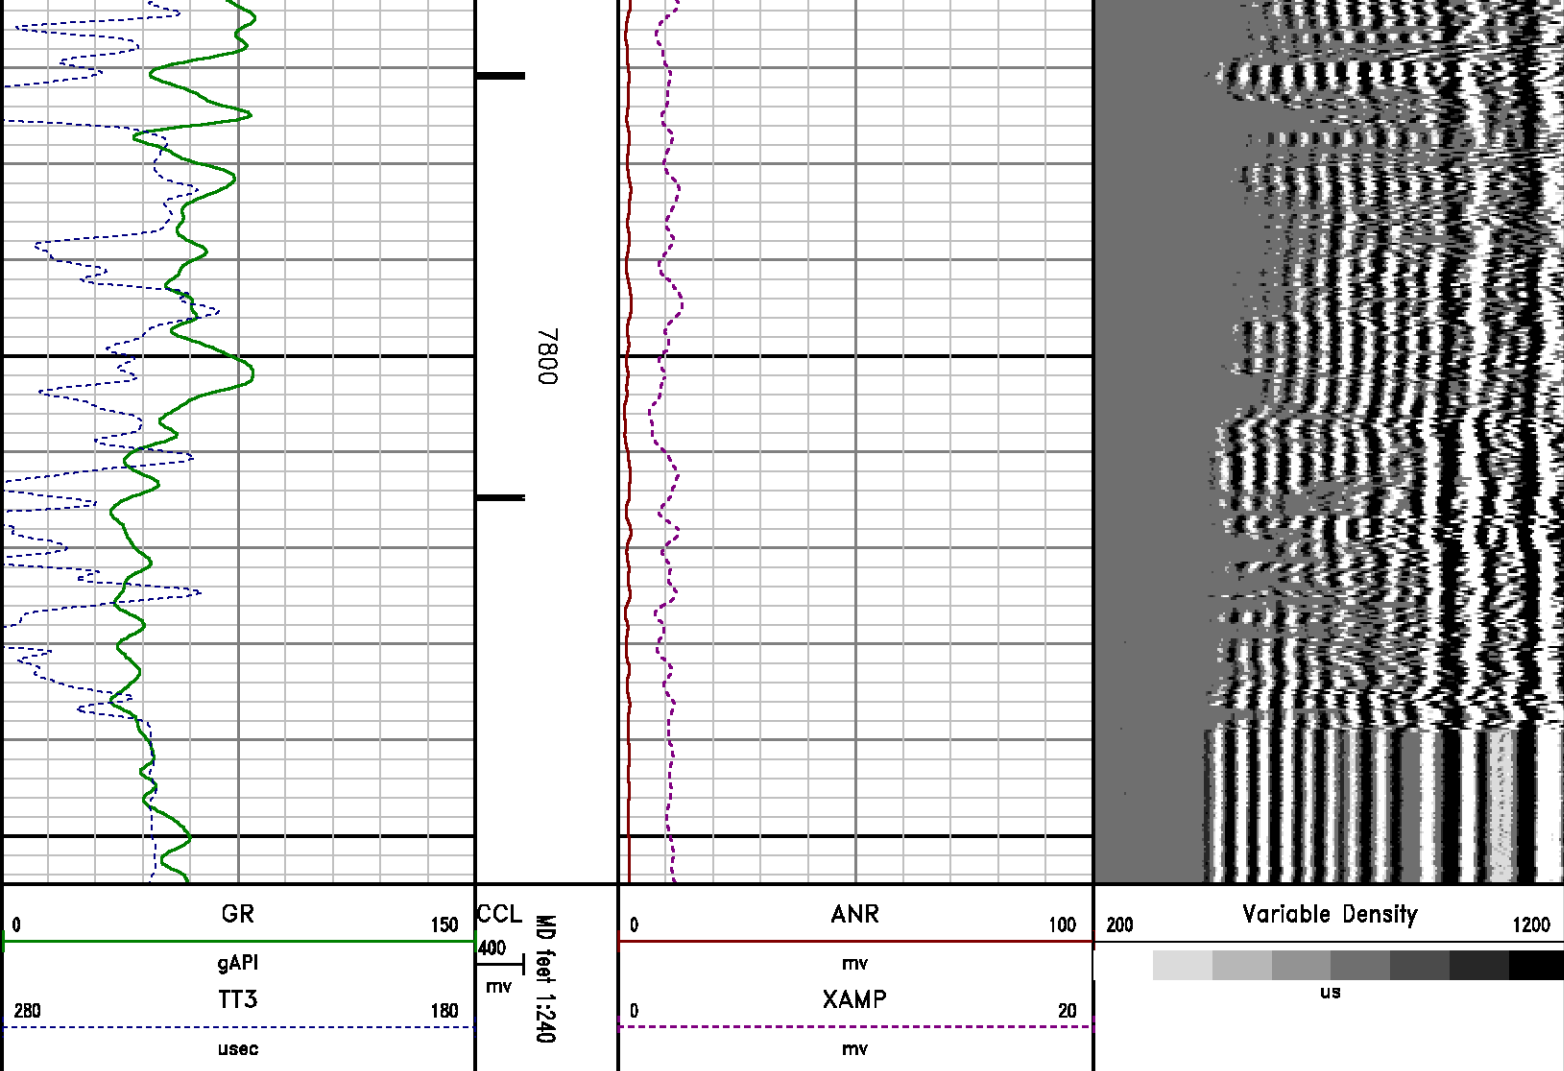 7800
0 GR 150
gAPI
280 TT3 180
usec
CCL
400
mv
MD feet 1:240
0 ANR 100
mv
0 XAMP 20
mv
200 Variable Density 1200
us